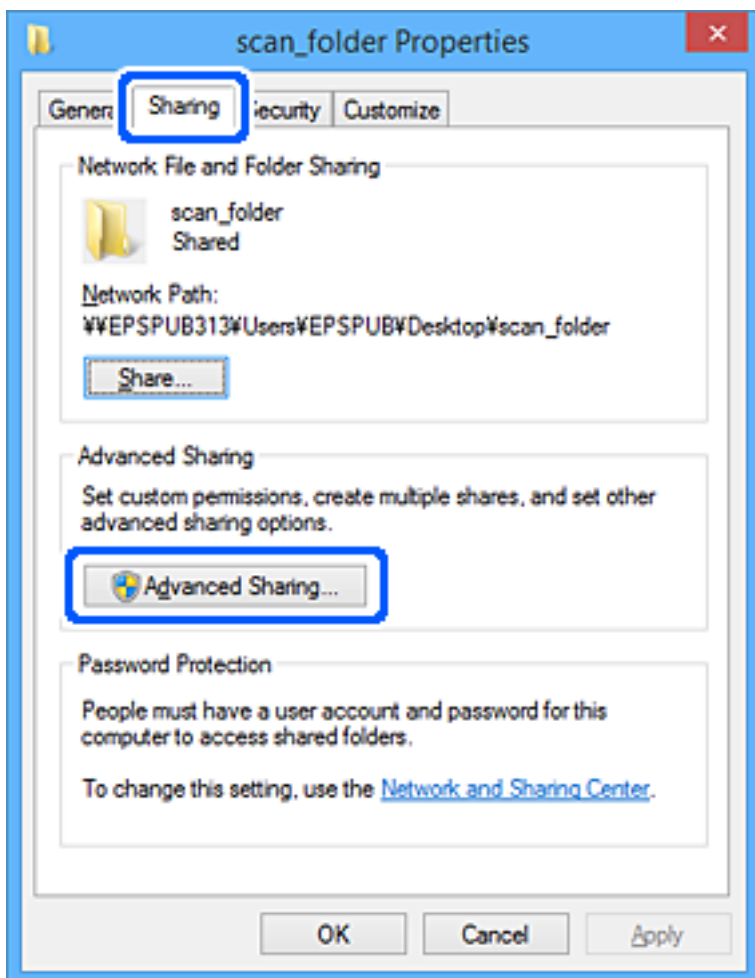 scan_folder Properties
General Sharing Security Customize
Network File and Folder Sharing
scan_folder
Shared
Network Path:
¥¥EPSPUB313¥Users¥EPSPUB¥Desktop¥scan_folder
Share...
Advanced Sharing
Set custom permissions, create multiple shares, and set other
advanced sharing options.
Advanced Sharing...
Password Protection
People must have a user account and password for this
computer to access shared folders.
To change this setting, use the Network and Sharing Center.
OK Cancel Apply